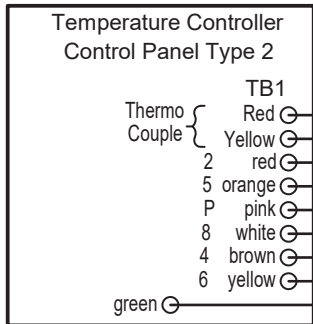 Temperature Controller
Control Panel Type 2
TB1
Thermo Red
Couple Yellow
2 red
5 orange
P pink
8 white
4 brown
6 yellow
green